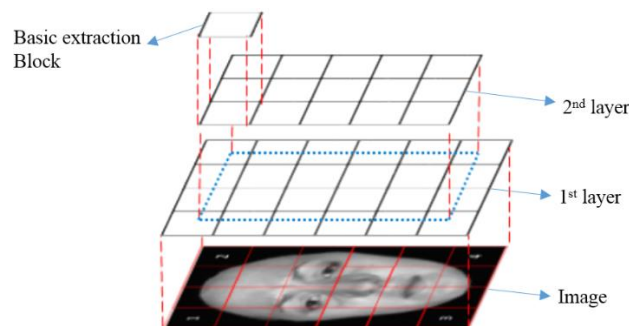 Basic extraction
Block
2nd layer
1st layer
Image